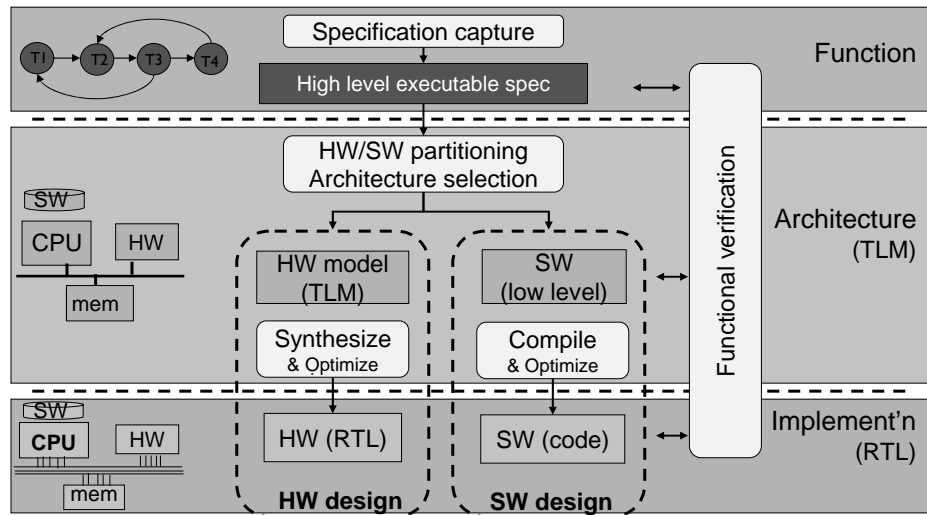 T1
T2
T3
T4
Specification capture
High level executable spec
Function
HW/SW partitioning
Architecture selection
SW
CPU
HW
mem
HW model
(TLM)
SW
(low level)
Synthesize
& Optimize
Compile
& Optimize
Functional verification
Architecture
(TLM)
SW
CPU
HW
mem
HW (RTL)
SW (code)
HW design
SW design
Implement'n
(RTL)